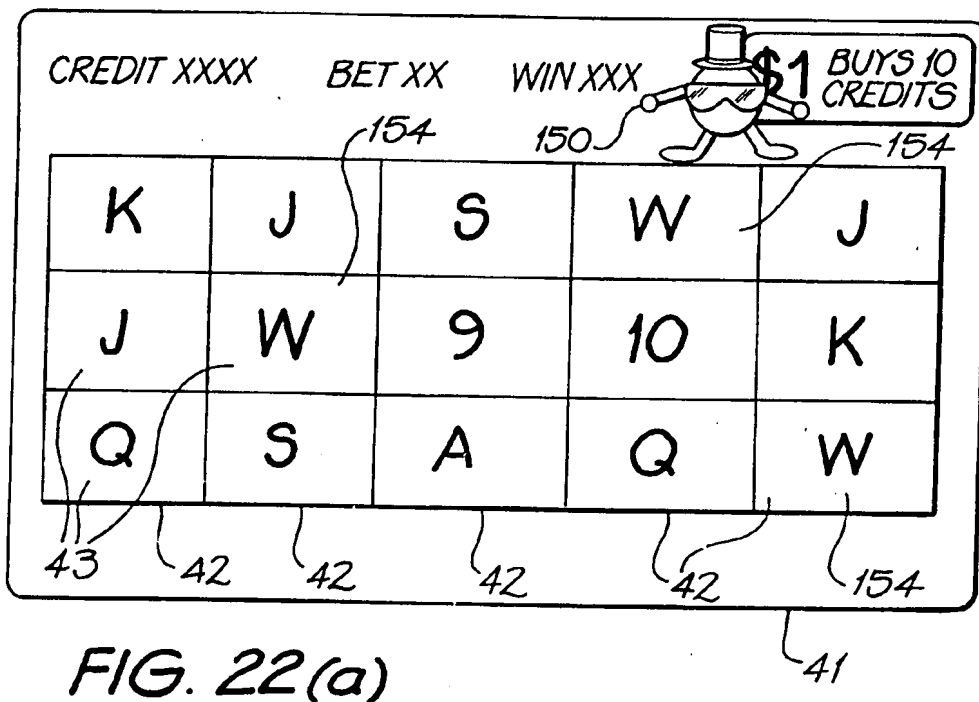 CREDIT XXXX BET XX WIN XXX $1 BUYS 10
CREDITS
154 150 154
K J S W J
J W 9 10 K
Q S A Q W
43 42 42 42 42 154
41
FIG. 22(a)